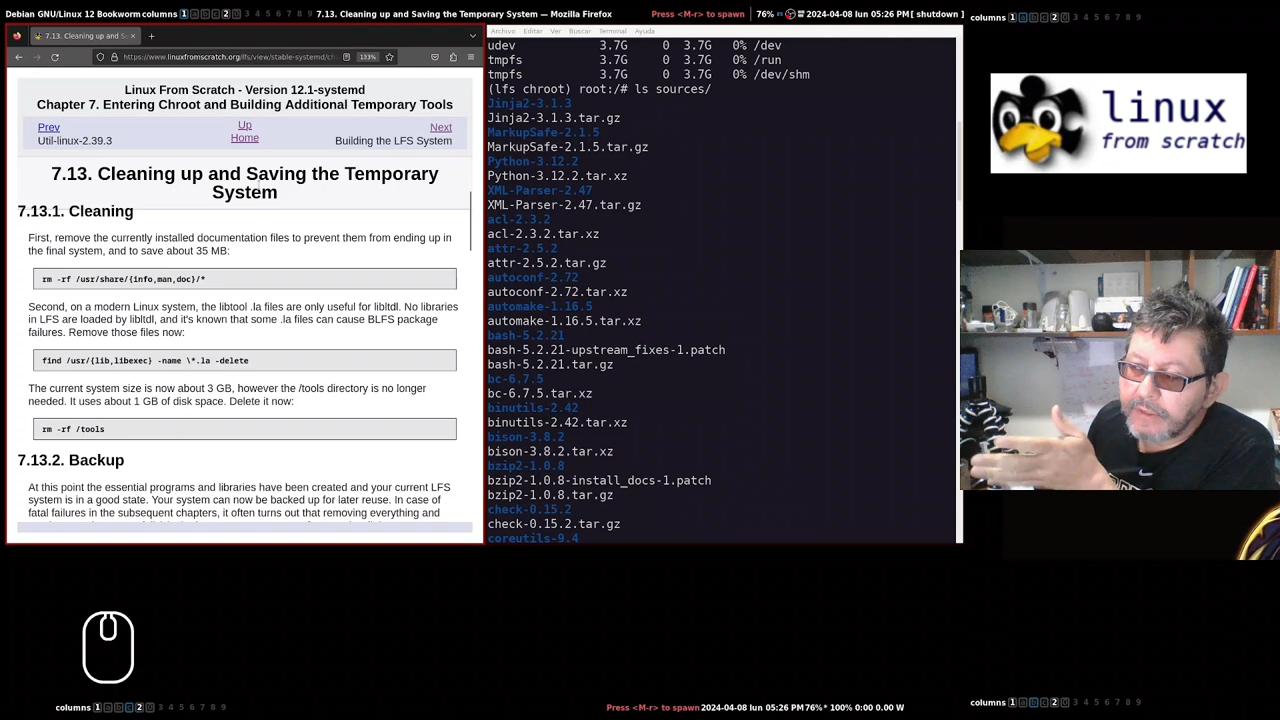 Debian GNU/Linux 12 Bookworm columns 1 a b c 2 0 3 4 5 6 7 8 9 7.13. Cleaning up and Saving the Temporary System — Mozilla Firefox Press <M-r> to spawn 76% 2024-04-08 lun 05:26 PM [ shutdown ]
columns 1 a b c 2 0 3 4 5 6 7 8 9
7.13. Cleaning up and S
https://www.linuxfromscratch.org/lfs/view/stable-systemd/ch
133%
Linux From Scratch - Version 12.1-systemd
Chapter 7. Entering Chroot and Building Additional Temporary Tools
Prev Up Next
Util-linux-2.39.3 Home Building the LFS System
7.13. Cleaning up and Saving the Temporary
System
7.13.1. Cleaning
First, remove the currently installed documentation files to prevent them from ending up in
the final system, and to save about 35 MB:
rm -rf /usr/share/{info,man,doc}/*
Second, on a modern Linux system, the libtool .la files are only useful for libltdl. No libraries
in LFS are loaded by libltdl, and it's known that some .la files can cause BLFS package
failures. Remove those files now:
find /usr/{lib,libexec} -name \*.la -delete
The current system size is now about 3 GB, however the /tools directory is no longer
needed. It uses about 1 GB of disk space. Delete it now:
rm -rf /tools
7.13.2. Backup
At this point the essential programs and libraries have been created and your current LFS
system is in a good state. Your system can now be backed up for later reuse. In case of
fatal failures in the subsequent chapters, it often turns out that removing everything and
Archivo Editar Ver Buscar Terminal Ayuda
udev 3.7G 0 3.7G 0% /dev
tmpfs 3.7G 0 3.7G 0% /run
tmpfs 3.7G 0 3.7G 0% /dev/shm
(lfs chroot) root:/# ls sources/
Jinja2-3.1.3
Jinja2-3.1.3.tar.gz
MarkupSafe-2.1.5
MarkupSafe-2.1.5.tar.gz
Python-3.12.2
Python-3.12.2.tar.xz
XML-Parser-2.47
XML-Parser-2.47.tar.gz
acl-2.3.2
acl-2.3.2.tar.xz
attr-2.5.2
attr-2.5.2.tar.gz
autoconf-2.72
autoconf-2.72.tar.xz
automake-1.16.5
automake-1.16.5.tar.xz
bash-5.2.21
bash-5.2.21-upstream_fixes-1.patch
bash-5.2.21.tar.gz
bc-6.7.5
bc-6.7.5.tar.xz
binutils-2.42
binutils-2.42.tar.xz
bison-3.8.2
bison-3.8.2.tar.xz
bzip2-1.0.8
bzip2-1.0.8-install_docs-1.patch
bzip2-1.0.8.tar.gz
check-0.15.2
check-0.15.2.tar.gz
coreutils-9.4
linux
from scratch
columns 1 a b c 2 0 3 4 5 6 7 8 9
Press <M-r> to spawn 2024-04-08 lun 05:26 PM 76%* 100% 0:00 0.00 W
columns 1 a b c 2 0 3 4 5 6 7 8 9